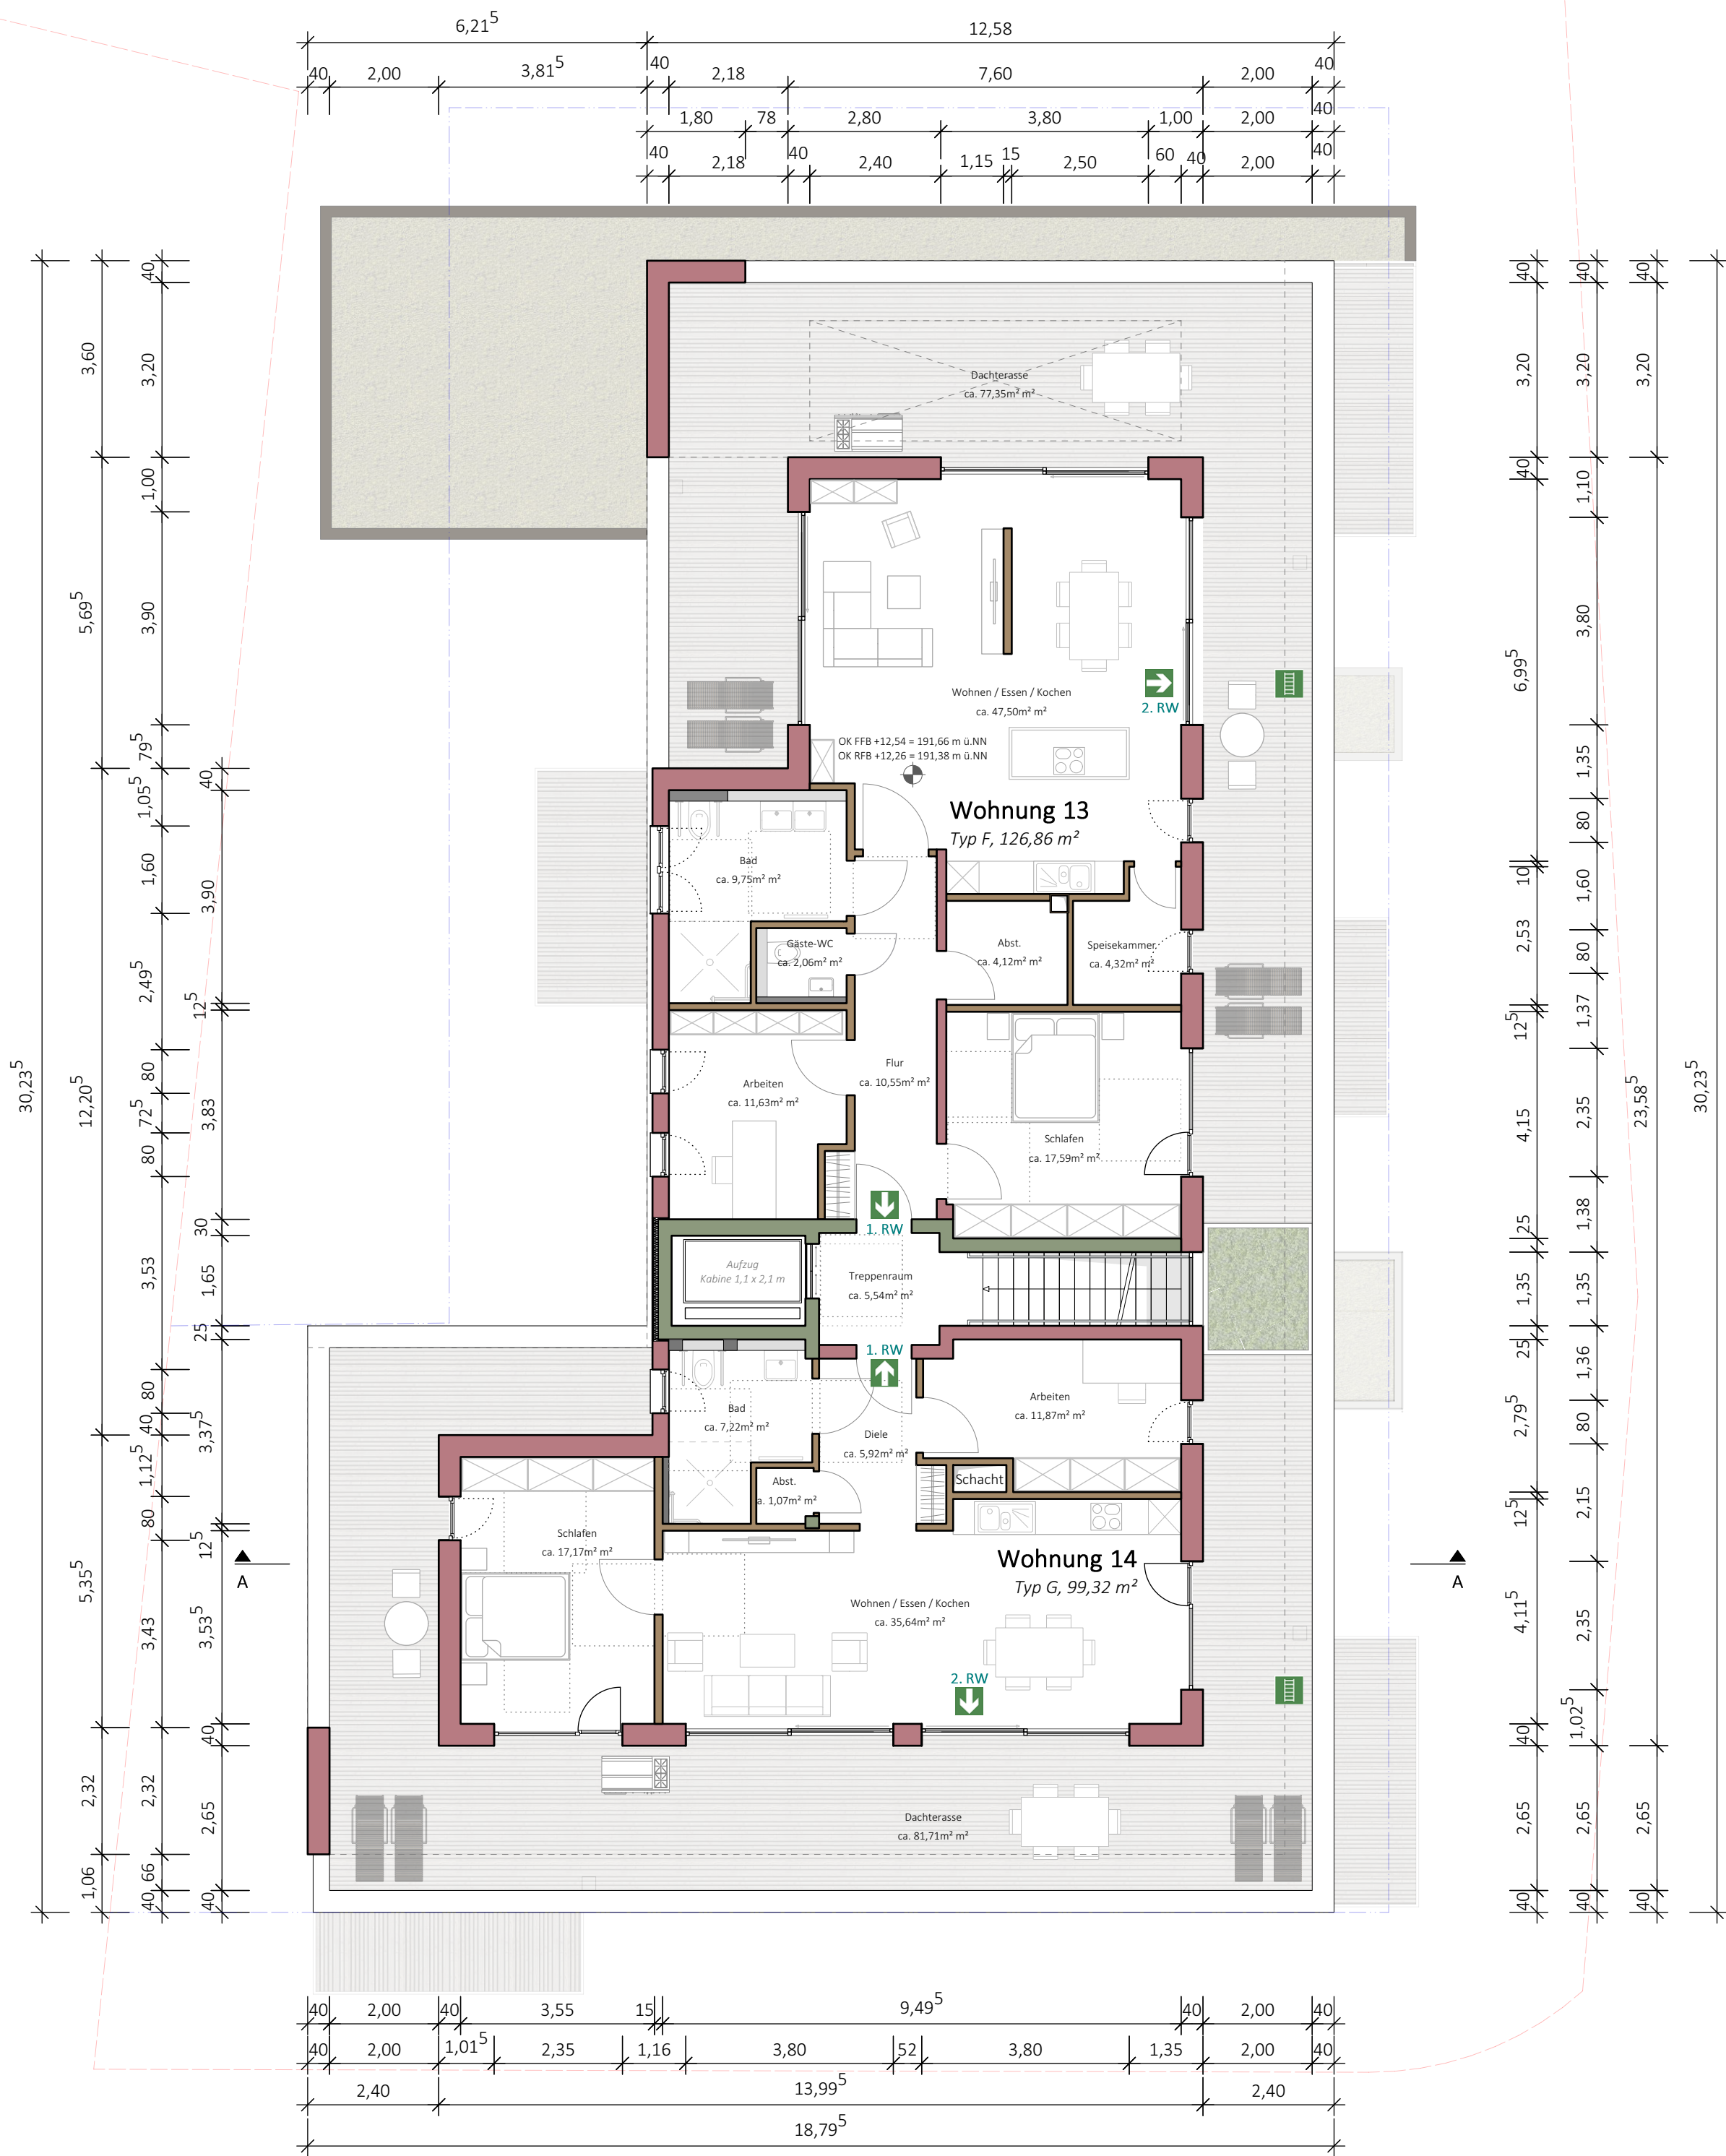 6,21⁵ 12,58
40 2,00 3,81⁵ 40 2,18 7,60 2,00 40
1,80 78 2,80 3,80 1,00 2,00 40
40 2,18 40 2,40 1,15 15 2,50 60 40 2,00 40
30,23⁵
3,60
5,69⁵
12,20⁵
5,35
2,32
1,06
40
3,20
1,00
3,90
79⁵
1,05⁵
1,60
2,49⁵
80
72⁵
80
3,53
80
40
1,12⁵
80
3,43
2,32
66
40
40
3,90
12⁵
3,83
30
1,65
25
3,37⁵
12⁵
3,53⁵
40
2,65
40
Dachterasse
ca. 77,35m² m²
Wohnen / Essen / Kochen
ca. 47,50m² m²
2. RW
OK FFB +12,54 = 191,66 m ü.NN
OK RFB +12,26 = 191,38 m ü.NN
Wohnung 13
Typ F, 126,86 m²
Bad
ca. 9,75m² m²
Gäste-WC
ca. 2,06m² m²
Abst.
ca. 4,12m² m²
Speisekammer
ca. 4,32m² m²
Flur
ca. 10,55m² m²
Arbeiten
ca. 11,63m² m²
Schlafen
ca. 17,59m² m²
1. RW
Aufzug
Kabine 1,1 x 2,1 m
Treppenraum
ca. 5,54m² m²
1. RW
Bad
ca. 7,22m² m²
Diele
ca. 5,92m² m²
Arbeiten
ca. 11,87m² m²
Abst.
a. 1,07m² m²
Schacht
Schlafen
ca. 17,17m² m²
Wohnung 14
Typ G, 99,32 m²
Wohnen / Essen / Kochen
ca. 35,64m² m²
2. RW
A
A
Dachterasse
ca. 81,71m² m²
40
3,20
40
6,99⁵
10
2,53
12⁵
4,15
25
1,35
25
2,79⁵
12⁵
4,11⁵
40
2,65
40
40
3,20
1,10
3,80
1,35
80
1,60
80
1,37
2,35
1,38
1,35
1,36
80
2,15
2,35
1,02⁵
2,65
40
40
3,20
23,58⁵
2,65
40
30,23⁵
40 2,00 40 3,55 15 9,49⁵ 40 2,00 40
40 2,00 1,01⁵ 2,35 1,16 3,80 52 3,80 1,35 2,00 40
2,40 13,99⁵ 2,40
18,79⁵